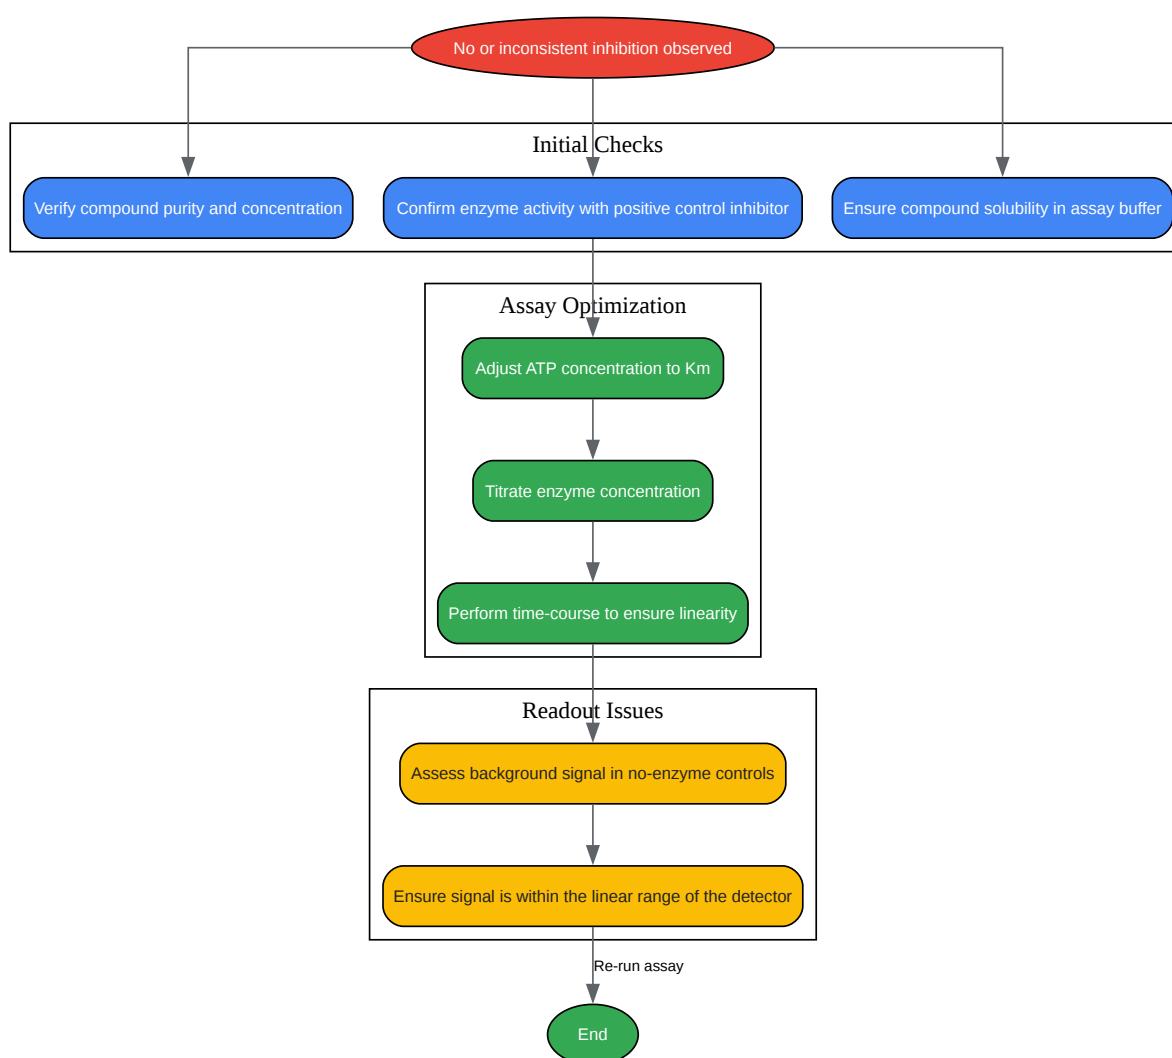 No or inconsistent inhibition observed
Initial Checks
Verify compound purity and concentration
Confirm enzyme activity with positive control inhibitor
Ensure compound solubility in assay buffer
Assay Optimization
Adjust ATP concentration to Km
Titrate enzyme concentration
Perform time-course to ensure linearity
Readout Issues
Assess background signal in no-enzyme controls
Ensure signal is within the linear range of the detector
Re-run assay
End